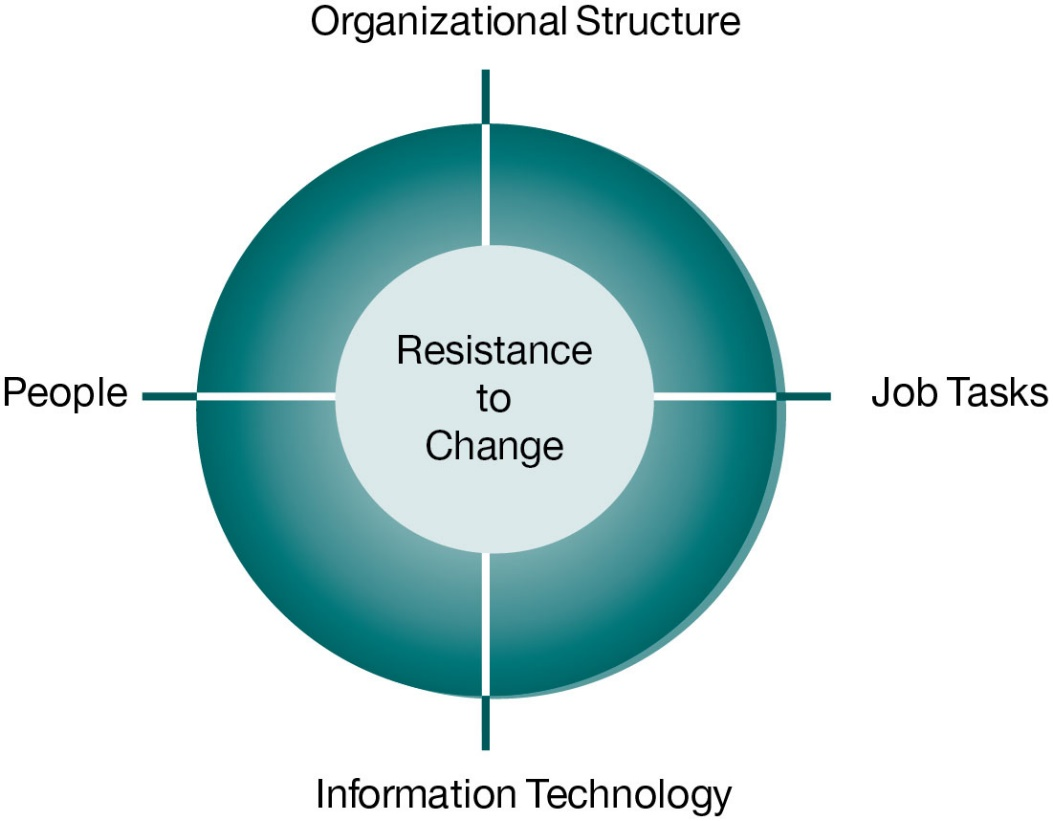 Organizational Structure
Resistance
to
Change
People
Job Tasks
Information Technology